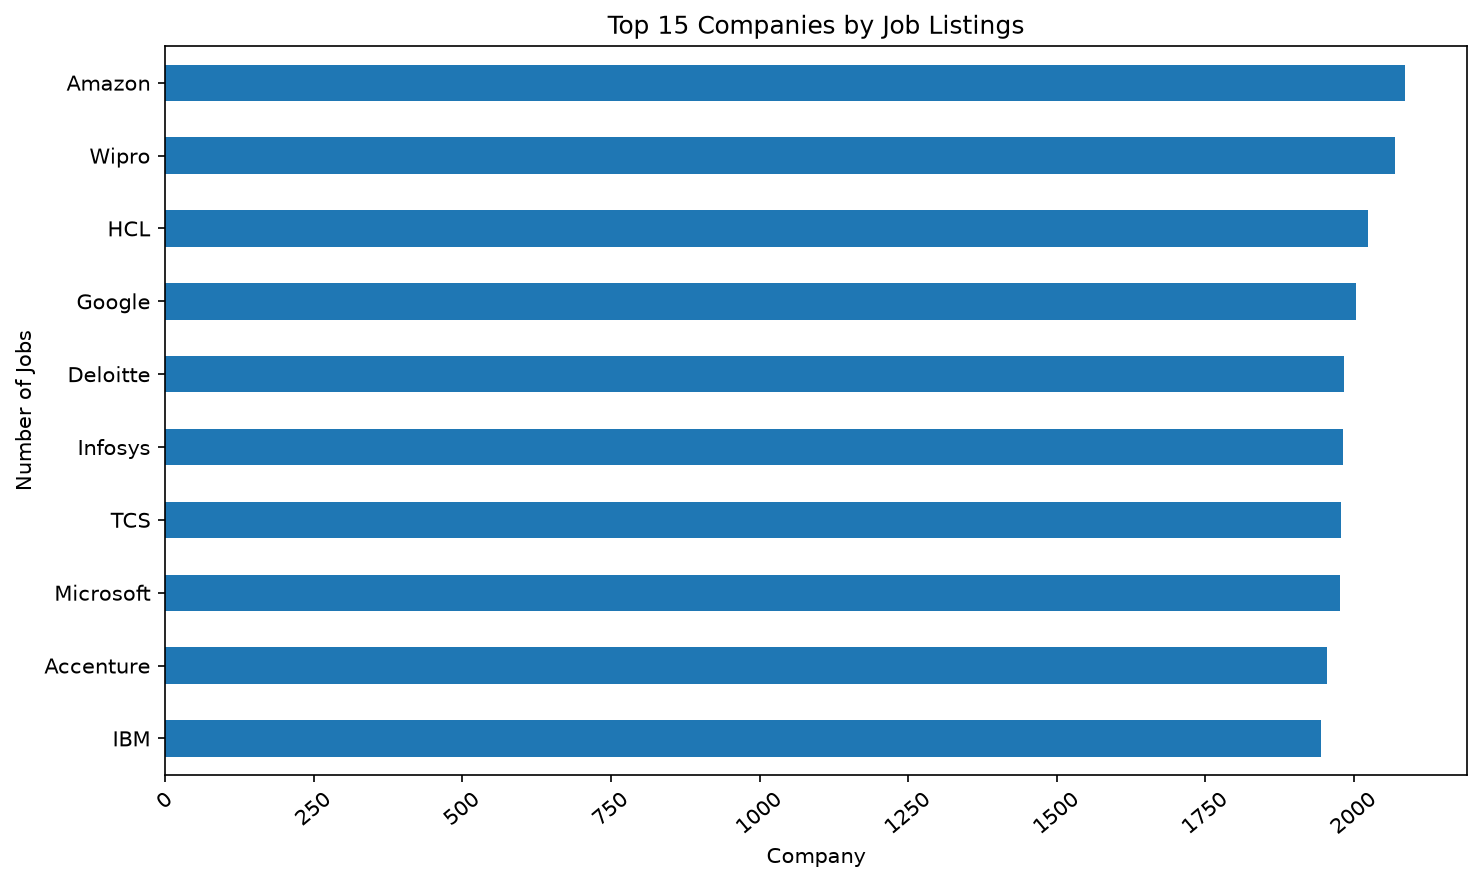 Top 15 Companies by Job Listings
Number of Jobs
Amazon
Wipro
HCL
Google
Deloitte
Infosys
TCS
Microsoft
Accenture
IBM
0 250 500 750 1000 1250 1500 1750 2000
Company